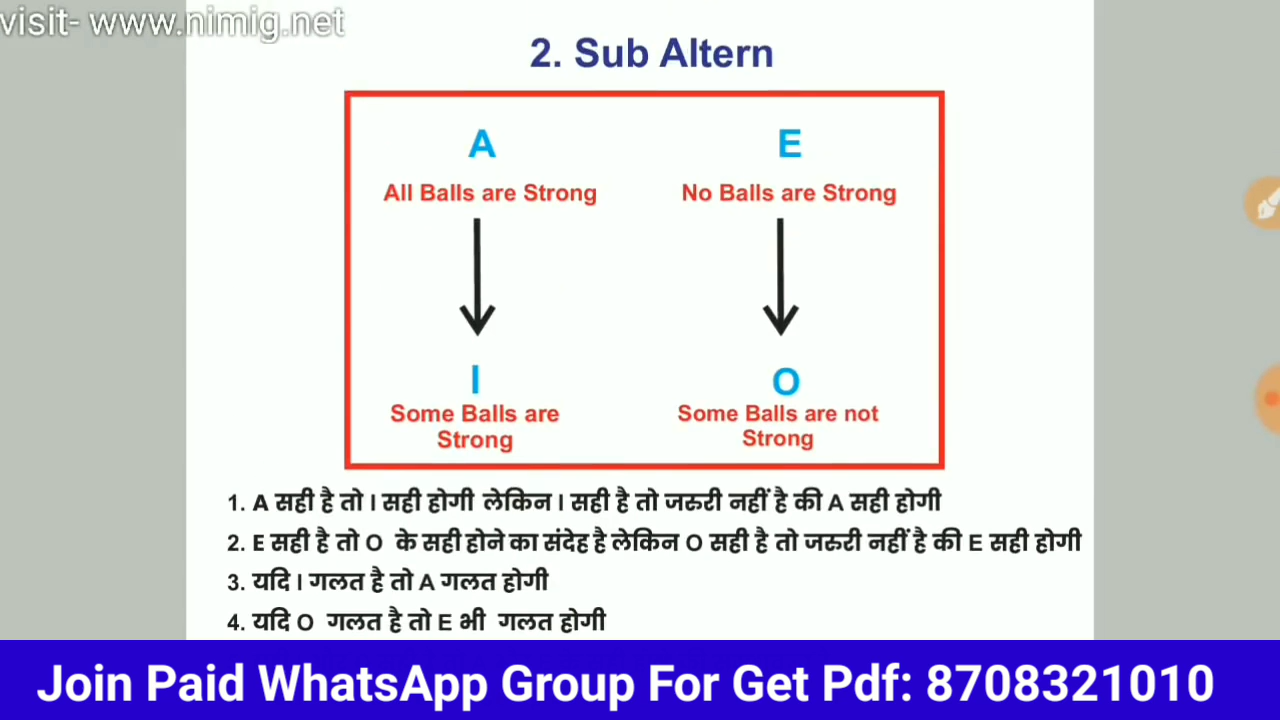 visit- www.nimig.net
2. Sub Altern
A
E
All Balls are Strong
No Balls are Strong
I
O
Some Balls are
Strong
Some Balls are not
Strong
1. A सही है तो I सही होगी लेकिन I सही है तो जरुरी नहीं है की A सही होगी
2. E सही है तो O के सही होने का संदेह है लेकिन O सही है तो जरुरी नहीं है की E सही होगी
3. यदि I गलत है तो A गलत होगी
4. यदि O गलत है तो E भी गलत होगी
Join Paid WhatsApp Group For Get Pdf: 8708321010